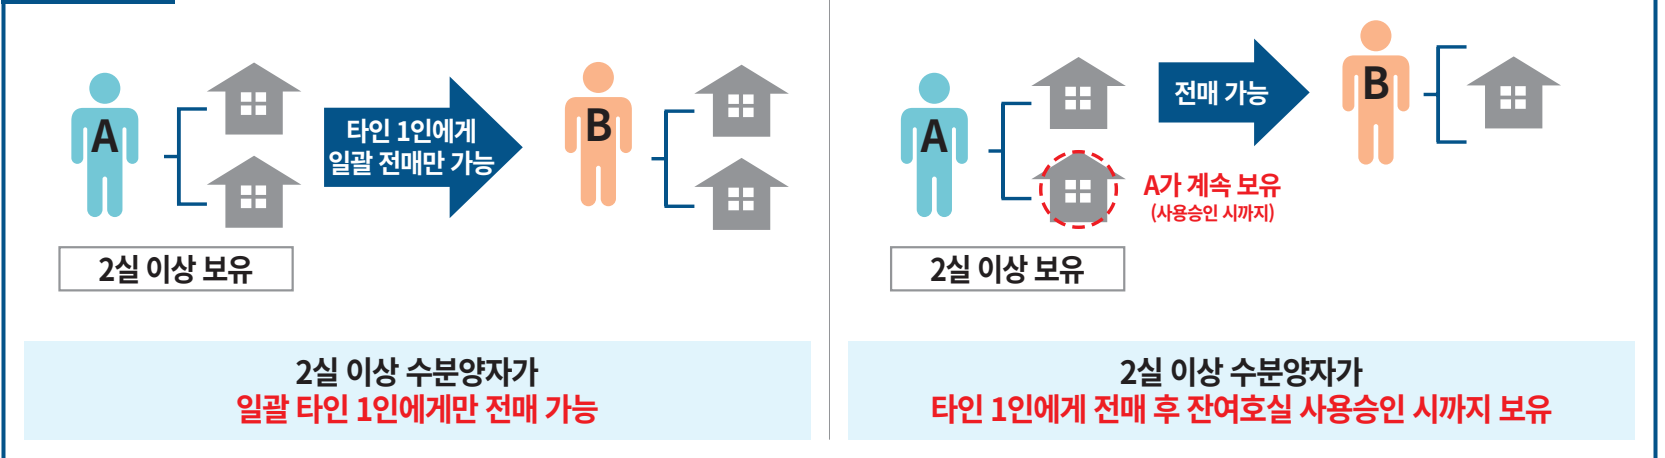 A
타인 1인에게
일괄 전매만 가능
B
2실 이상 보유
2실 이상 수분양자가
일괄 타인 1인에게만 전매 가능
A
전매 가능
B
A가 계속 보유
(사용승인 시까지)
2실 이상 보유
2실 이상 수분양자가
타인 1인에게 전매 후 잔여호실 사용승인 시까지 보유